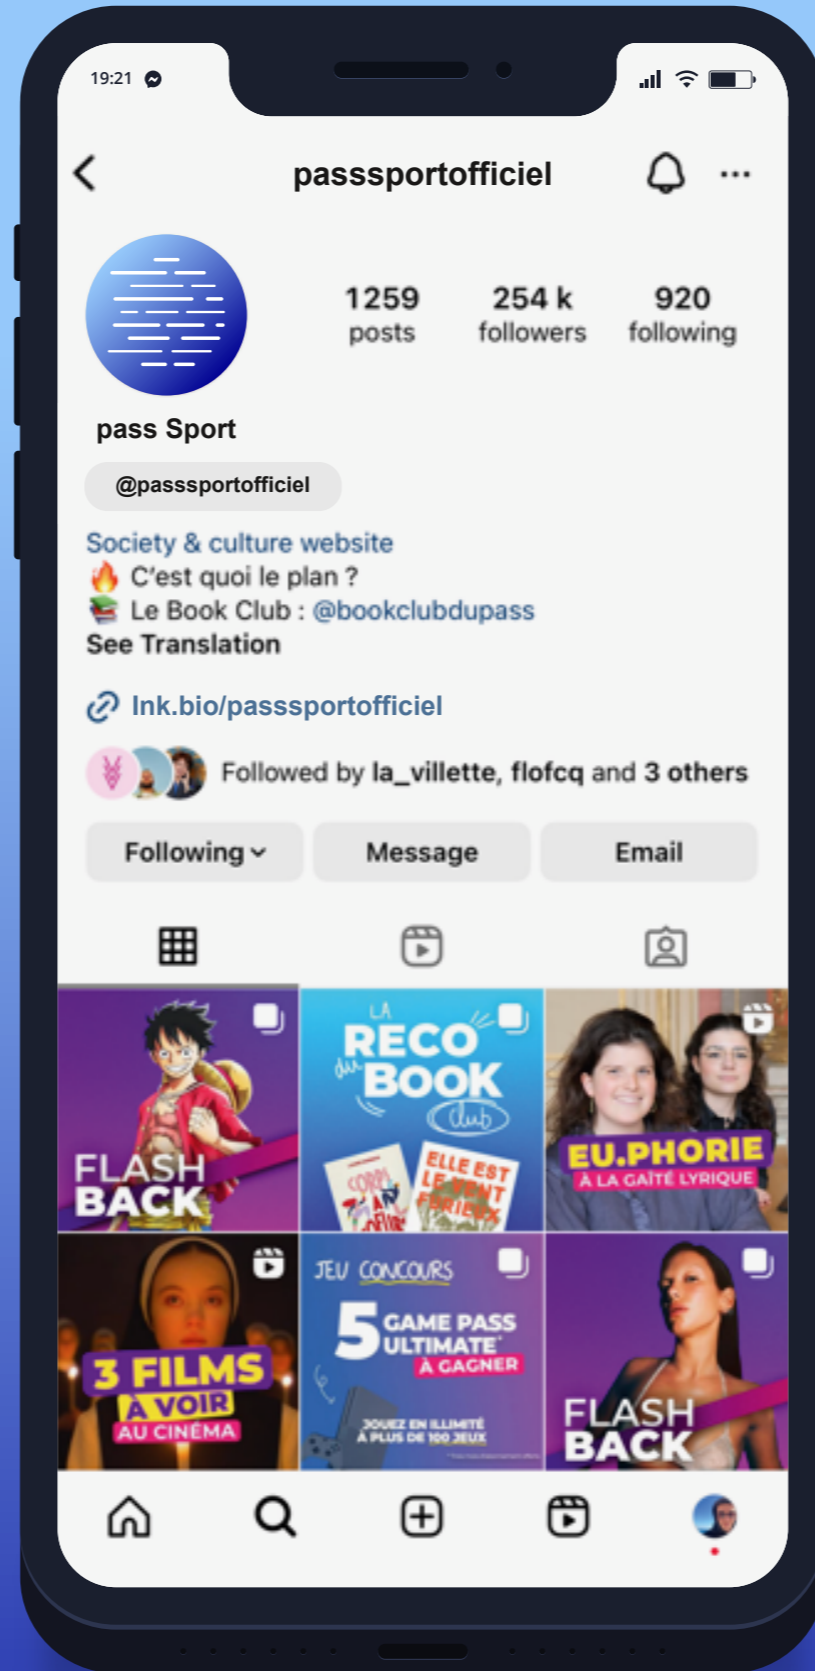 19:21
passsportofficiel
1259 254 k 920
posts followers following
pass Sport
@passsportofficiel
Society & culture website
C'est quoi le plan ?
Le Book Club : @bookclubdupass
See Translation
lnk.bio/passsportofficiel
Followed by la_villette, flofcq and 3 others
Following Message Email
FLASH
BACK
LA
RECO
du
BOOK
Club
CORPS
À
CŒUR
ELLE EST
LE VENT
FURIEUX
EU.PHORIE
À LA GAÎTÉ LYRIQUE
3 FILMS
À VOIR
AU CINÉMA
JEU CONCOURS
5 GAME PASS
ULTIMATE*
À GAGNER
JOUEZ EN ILLIMITÉ
À PLUS DE 100 JEUX
FLASH
BACK